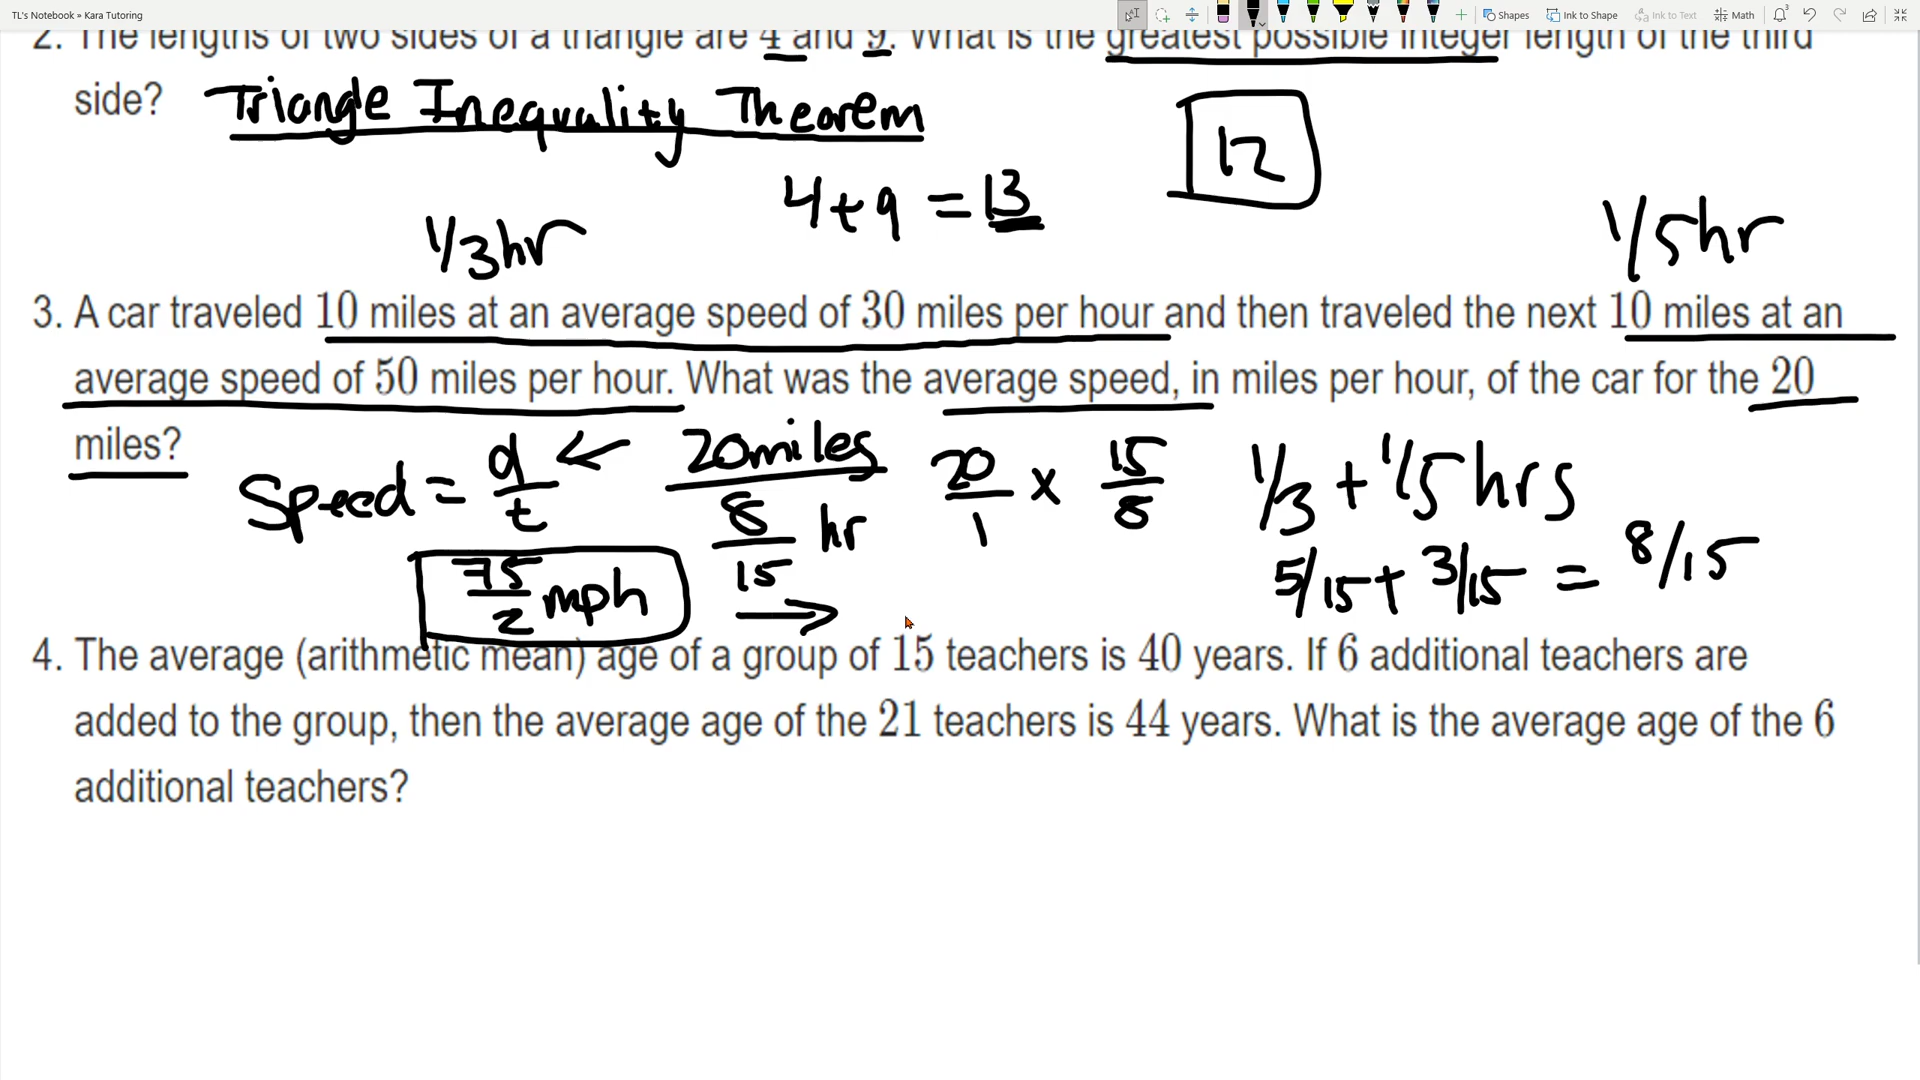 TL's Notebook » Kara Tutoring
Shapes Ink to Shape Ink to Text Math
2. The lengths of two sides of a triangle are 4 and 9. What is the greatest possible integer length of the third
side? Triangle Inequality Theorem
12
4+9 = 13
1/3 hr
1/5 hr
3. A car traveled 10 miles at an average speed of 30 miles per hour and then traveled the next 10 miles at an
average speed of 50 miles per hour. What was the average speed, in miles per hour, of the car for the 20
miles?
Speed = d/t ← 20 miles / 8/15 hr 20/1 x 15/8 1/3 + 1/5 hrs
75/2 mph → 5/15 + 3/15 = 8/15
4. The average (arithmetic mean) age of a group of 15 teachers is 40 years. If 6 additional teachers are
added to the group, then the average age of the 21 teachers is 44 years. What is the average age of the 6
additional teachers?